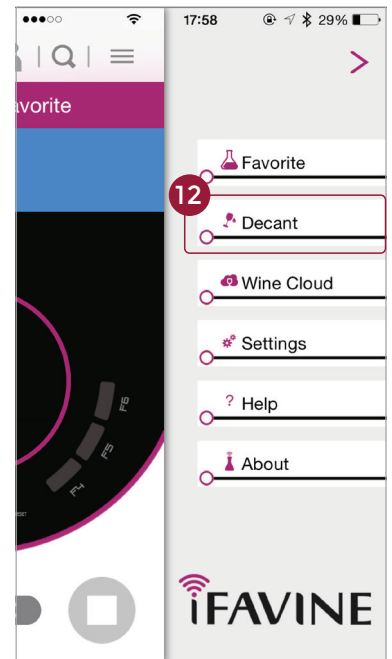 17:58 29%
avorite
Favorite
12
Decant
Wine Cloud
Settings
? Help
About
F6
F5
F4
iFAVINE